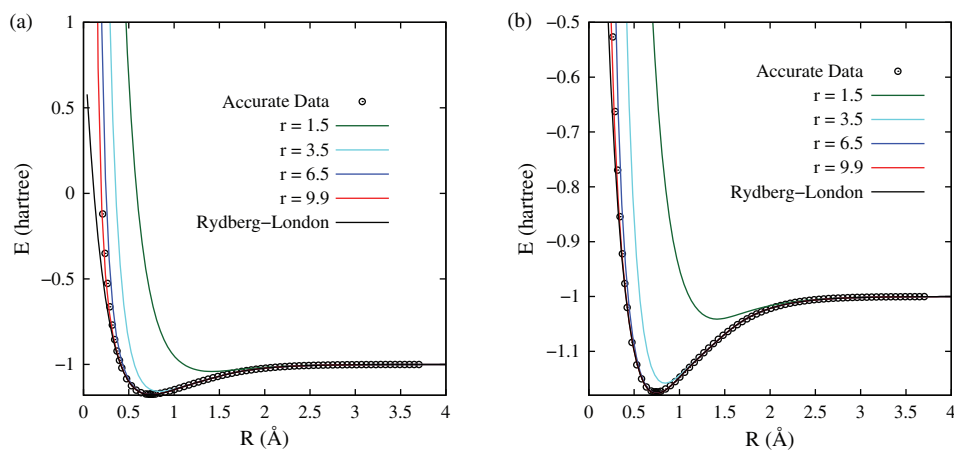 (a)
1
0.5
0
−0.5
−1
E (hartree)
Accurate Data
r = 1.5
r = 3.5
r = 6.5
r = 9.9
Rydberg−London
0 0.5 1 1.5 2 2.5 3 3.5 4
R (Å)
(b)
−0.5
−0.6
−0.7
−0.8
−0.9
−1
−1.1
E (hartree)
Accurate Data
r = 1.5
r = 3.5
r = 6.5
r = 9.9
Rydberg−London
0 0.5 1 1.5 2 2.5 3 3.5 4
R (Å)